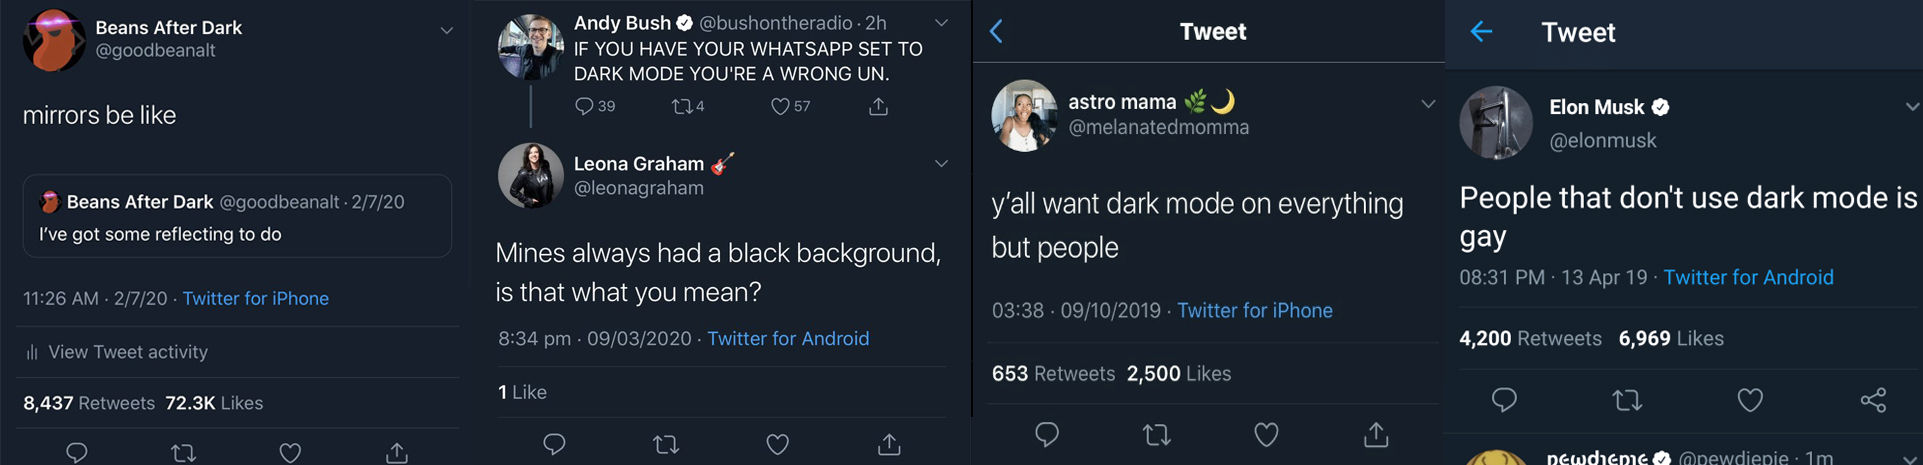 Beans After Dark
@goodbeanalt
mirrors be like
Beans After Dark @goodbeanalt · 2/7/20
I've got some reflecting to do
11:26 AM · 2/7/20 · Twitter for iPhone
View Tweet activity
8,437 Retweets 72.3K Likes
Andy Bush @bushontheradio · 2h
IF YOU HAVE YOUR WHATSAPP SET TO
DARK MODE YOU'RE A WRONG UN.
39 4 57
Leona Graham 🎸
@leonagraham
Mines always had a black background,
is that what you mean?
8:34 pm · 09/03/2020 · Twitter for Android
1 Like
Tweet
astro mama 🌿🌙
@melanatedmomma
y'all want dark mode on everything
but people
03:38 · 09/10/2019 · Twitter for iPhone
653 Retweets 2,500 Likes
Tweet
Elon Musk
@elonmusk
People that don't use dark mode is
gay
08:31 PM · 13 Apr 19 · Twitter for Android
4,200 Retweets 6,969 Likes
@pewdiepie · 1m